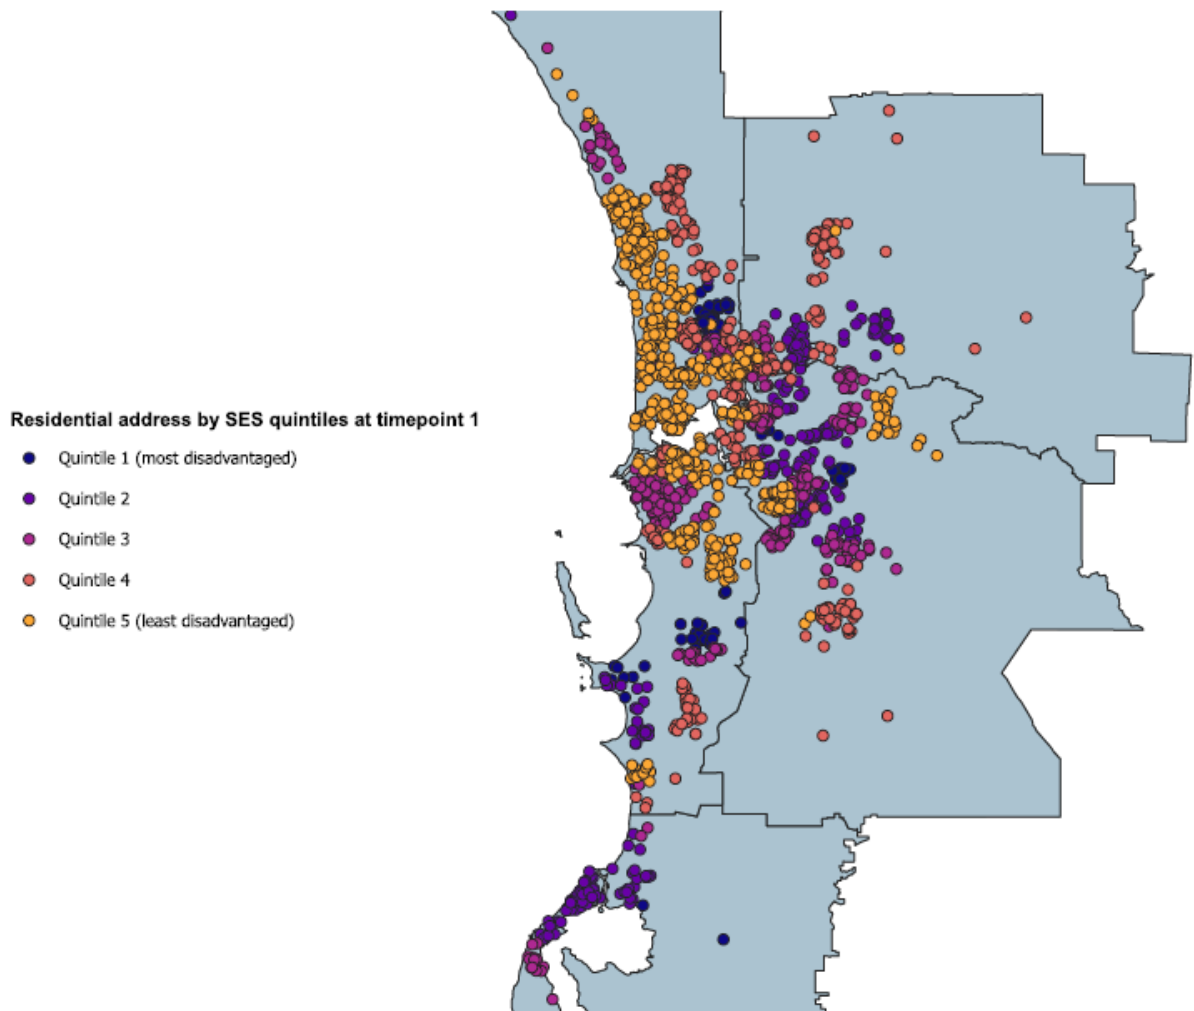 Residential address by SES quintiles at timepoint 1
Quintile 1 (most disadvantaged)
Quintile 2
Quintile 3
Quintile 4
Quintile 5 (least disadvantaged)